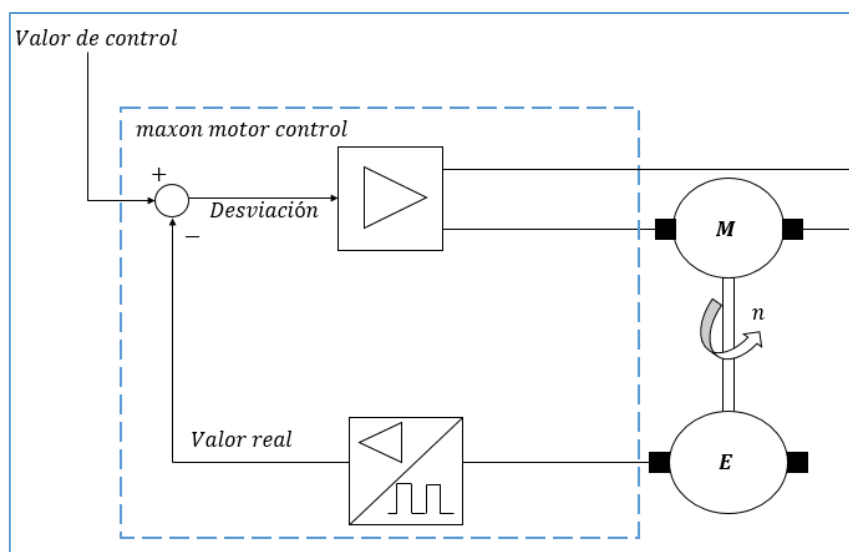 Valor de control
maxon motor control
+
Desviación
−
M
n
Valor real
E